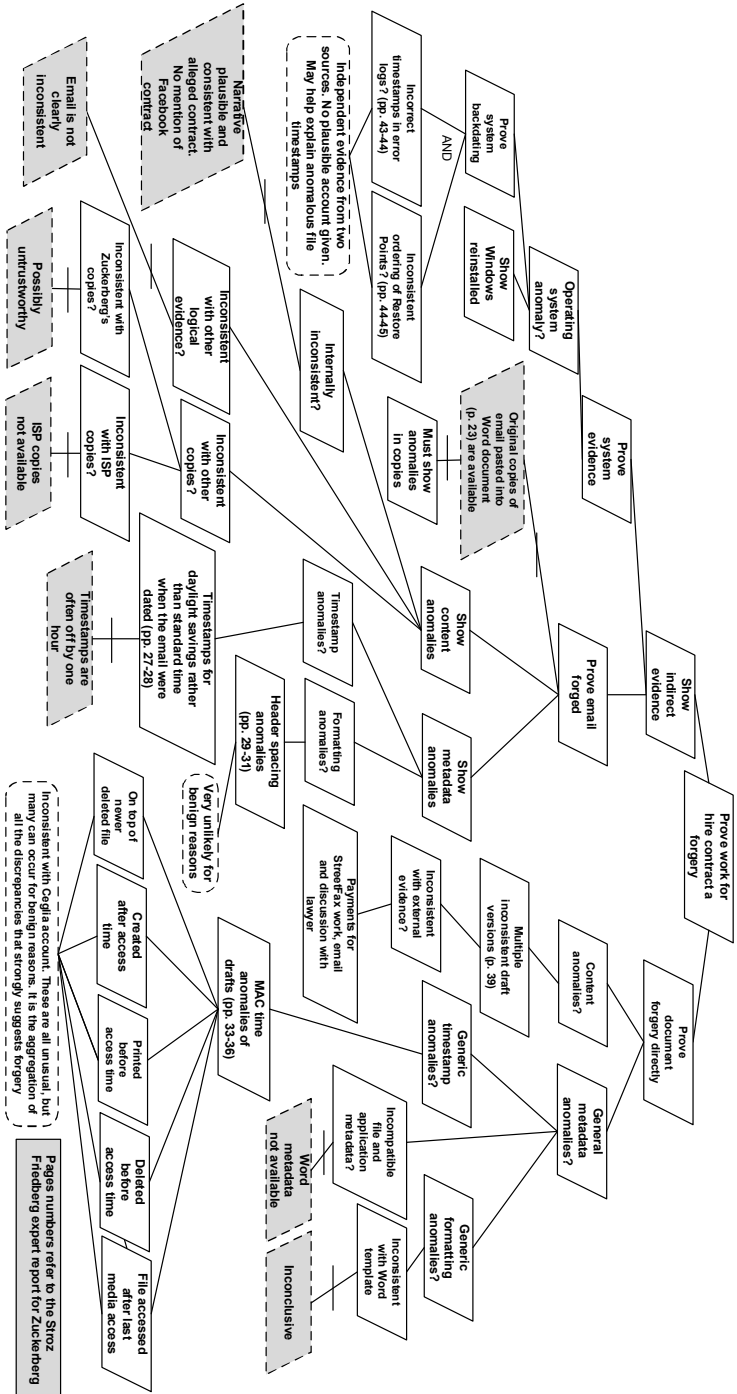 Prove work for
hire contract a
forgery
Show
indirect
evidence
Prove
document
forgery directly
Prove
system
evidence
Prove email
forged
Content
anomalies?
General
metadata
anomalies?
Operating
system
anomaly?
Original copies of
email pasted into
Word document
(p. 23) are available
Show
content
anomalies
Show
metadata
anomalies
Multiple
inconsistent draft
versions (p. 39)
Generic
timestamp
anomalies?
Generic
formatting
anomalies?
Prove
system
backdating
Show
Windows
reinstalled
Must show
anomalies
in copies
Timestamp
anomalies?
Formatting
anomalies?
Inconsistent
with external
evidence?
Incompatible
file and
application
metadata?
Inconsistent
with Word
template
AND
Incorrect
timestamps in error
logs? (pp. 43-44)
Inconsistent
ordering of Restore
Points? (pp. 44-45)
Internally
inconsistent?
Header spacing
anomalies
(pp. 29-31)
Payments for
StreetFax work, email
and discussion with
lawyer
Word
metadata
not available
Inconclusive
Independent evidence from two
sources. No plausible account given.
May help explain anomalous file
timestamps
Inconsistent
with other
logical
evidence?
Inconsistent
with other
copies?
Timestamps for
daylight savings rather
than standard time
when the email were
dated (pp. 27-28)
Very unlikely for
benign reasons
MAC time
anomalies of
drafts (pp. 33-36)
Narrative
plausible and
consistent with
alleged contract.
No mention of
Facebook
contract
Inconsistent with
Zuckerberg's
copies?
Inconsistent
with ISP
copies?
Timestamps are
often off by one
hour
On top of
newer
deleted file
Created
after access
time
Printed
before
access time
Deleted
before
access time
File accessed
after last
media access
Email is not
clearly
inconsistent
Possibly
untrustworthy
ISP copies
not available
Inconsistent with Ceglia account. These are all unusual, but
many can occur for benign reasons. It is the aggregation of
all the discrepancies that strongly suggests forgery
Pages numbers refer to the Stroz
Friedberg expert report for Zuckerberg